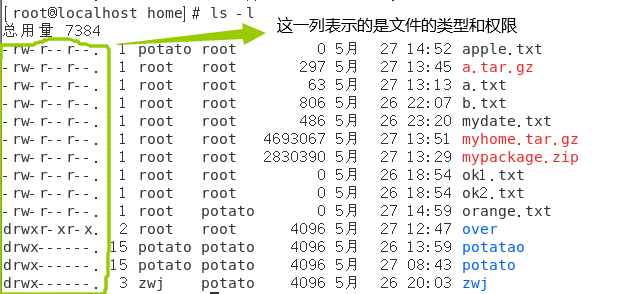 [root@localhost home]# ls -l
总用量 7384
这一列表示的是文件的类型和权限
-rw-r--r--. 1 potato root 0 5月 27 14:52 apple.txt
-rw-r--r--. 1 root root 297 5月 27 13:45 a.tar.gz
-rw-r--r--. 1 root root 63 5月 27 13:13 a.txt
-rw-r--r--. 1 root root 806 5月 26 22:07 b.txt
-rw-r--r--. 1 root root 486 5月 26 23:20 mydate.txt
-rw-r--r--. 1 root root 4693067 5月 27 13:51 myhome.tar.gz
-rw-r--r--. 1 root root 2830390 5月 27 13:29 mypackage.zip
-rw-r--r--. 1 root root 0 5月 26 18:54 ok1.txt
-rw-r--r--. 1 root root 0 5月 26 18:54 ok2.txt
-rw-r--r--. 1 root potato 0 5月 27 14:59 orange.txt
drwxr-xr-x. 2 root root 4096 5月 27 12:47 over
drwx------. 15 potato potato 4096 5月 26 13:59 potatao
drwx------. 15 potato potato 4096 5月 27 08:43 potato
drwx------. 3 zwj potato 4096 5月 26 20:03 zwj